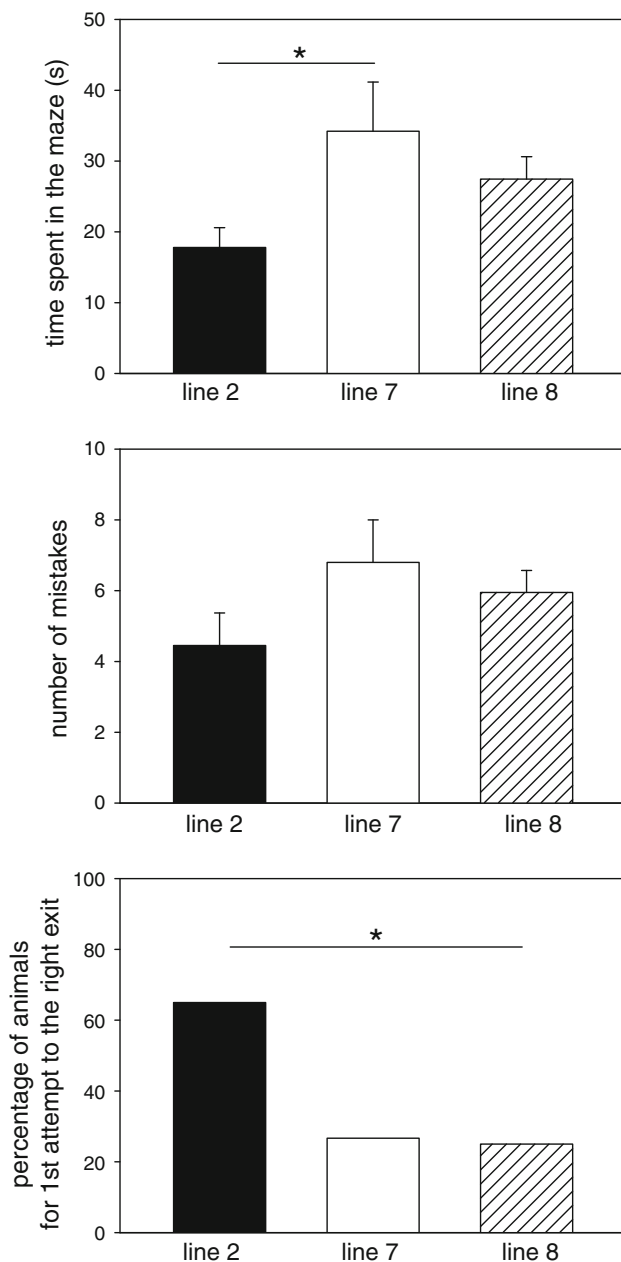 50
40
30
20
10
0
time spent in the maze (s)
*
line 2 line 7 line 8
10
8
6
4
2
0
number of mistakes
line 2 line 7 line 8
100
80
60
40
20
0
percentage of animals
for 1st attempt to the right exit
*
line 2 line 7 line 8